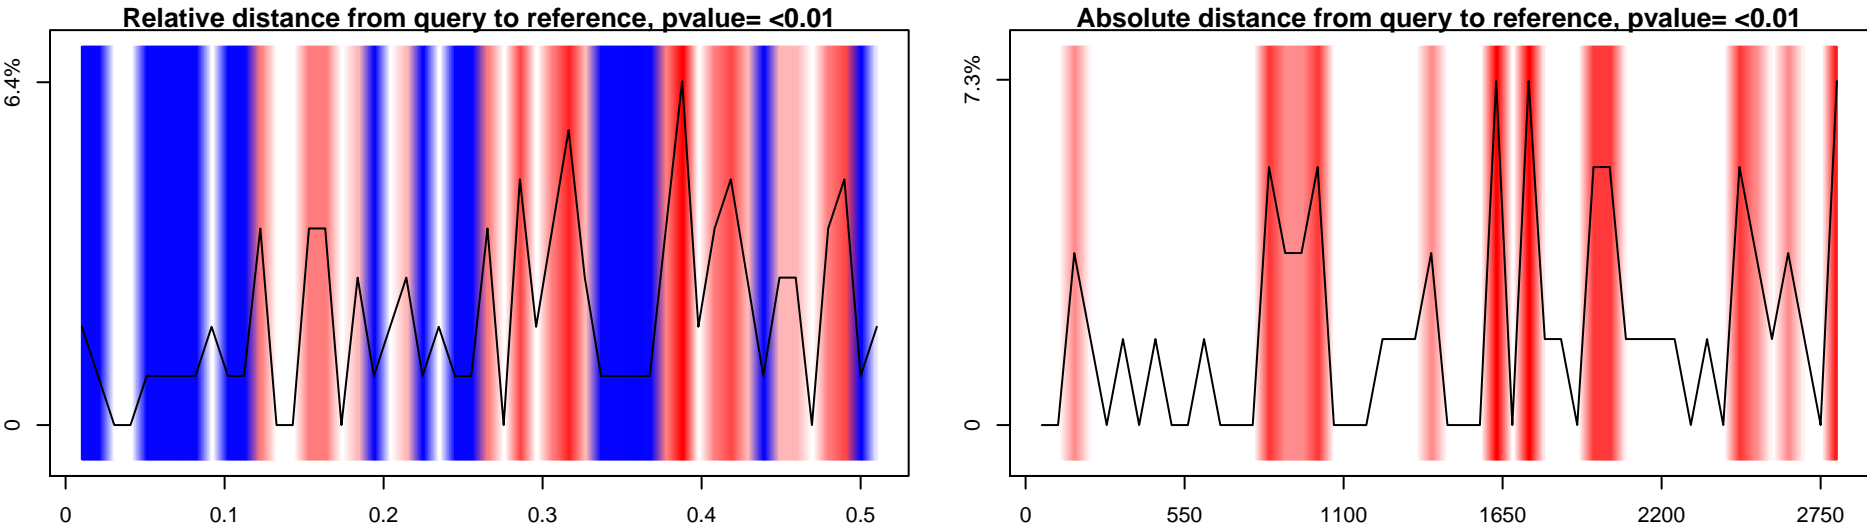 Relative distance from query to reference, pvalue= <0.01
6.4%
0
0 0.1 0.2 0.3 0.4 0.5
Absolute distance from query to reference, pvalue= <0.01
7.3%
0
0 550 1100 1650 2200 2750